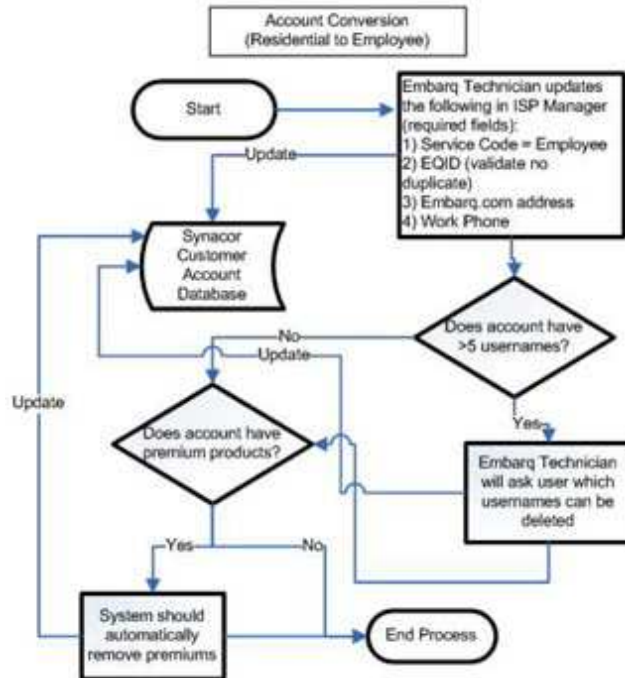 Account Conversion
(Residential to Employee)
Start
Embarq Technician updates
the following in ISP Manager
(required fields):
1) Service Code = Employee
2) EQID (validate no
duplicate)
3) Embarq.com address
4) Work Phone
Update
Synacor
Customer
Account
Database
Does account have
>5 usernames?
No
Update
Update
Yes
Does account have
premium products?
Embarq Technician
will ask user which
usernames can be
deleted
Yes
No
System should
automatically
remove premiums
End Process